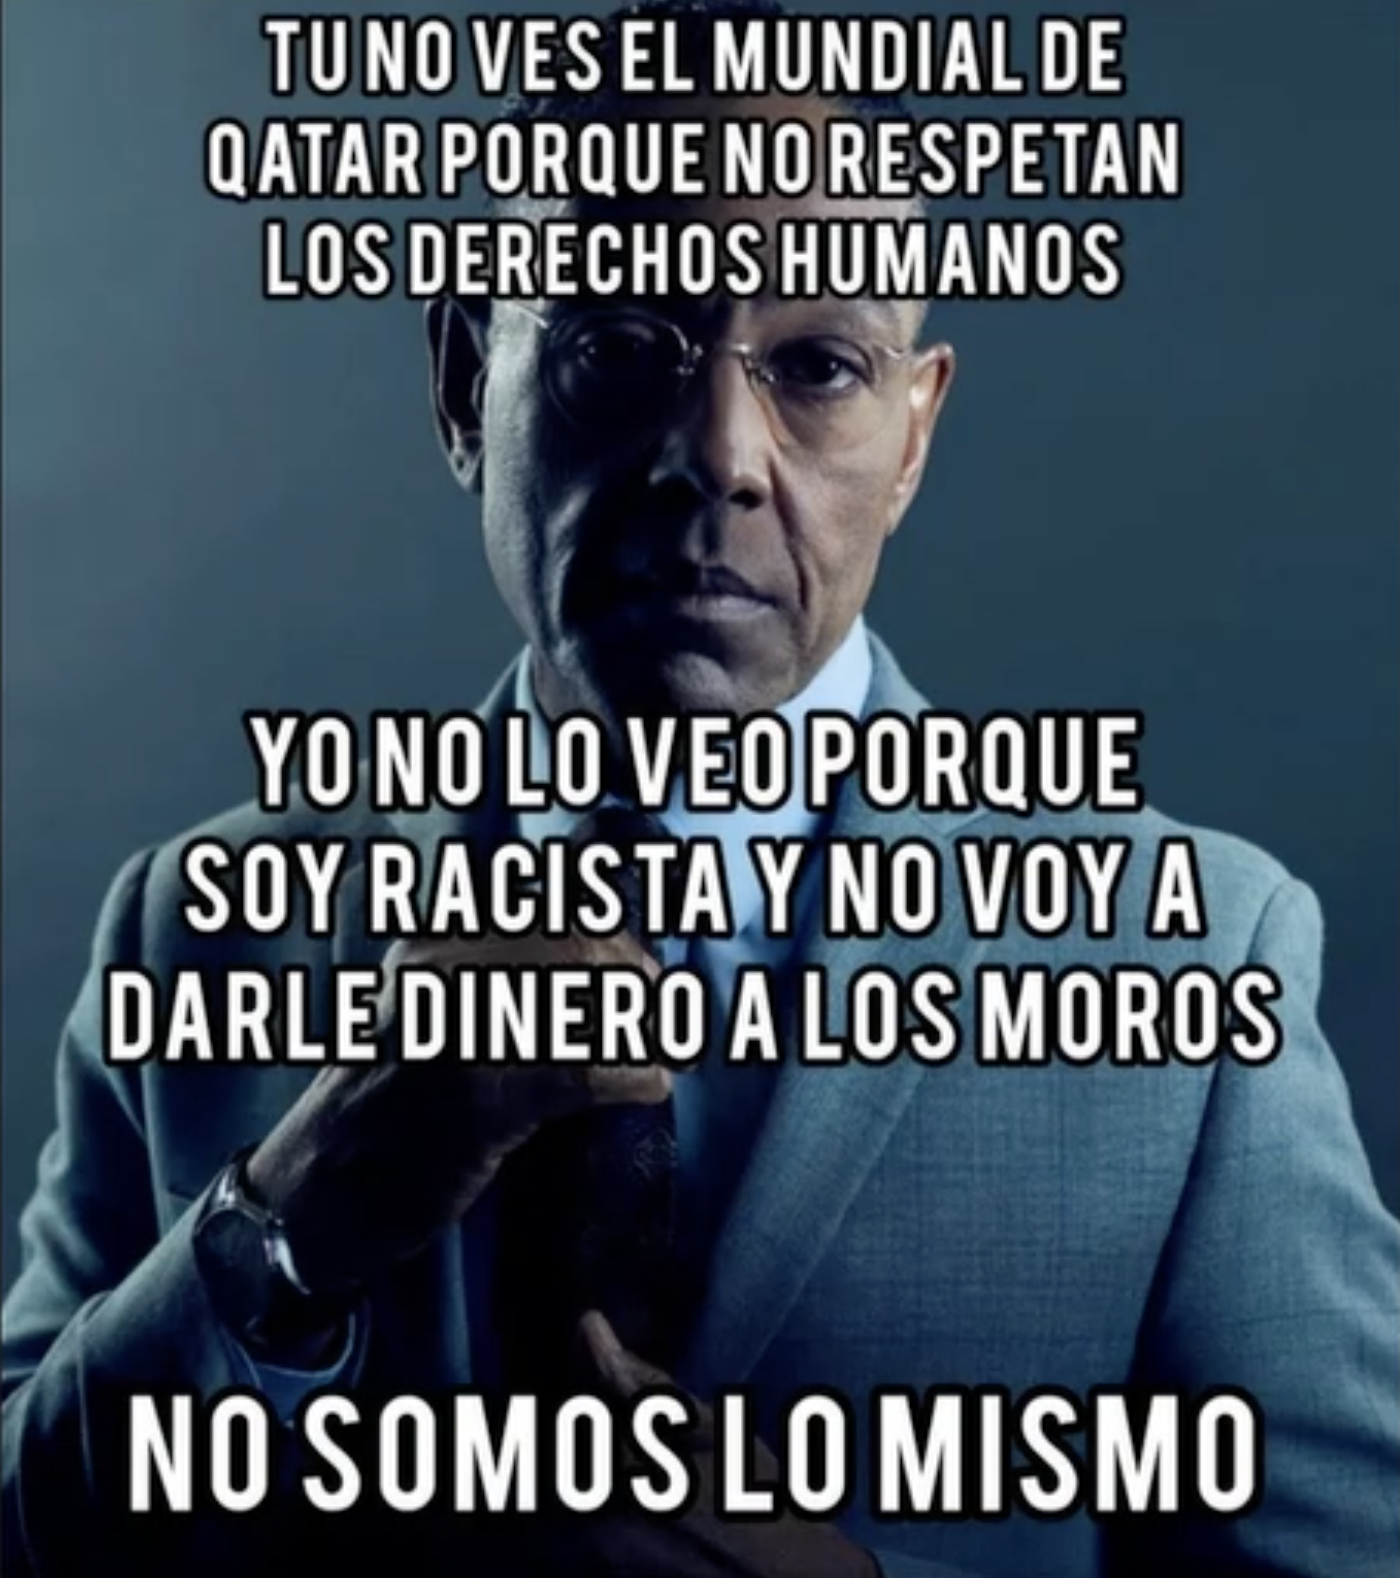 TU NO VES EL MUNDIAL DE
QATAR PORQUE NO RESPETAN
LOS DERECHOS HUMANOS
YO NO LO VEO PORQUE
SOY RACISTA Y NO VOY A
DARLE DINERO A LOS MOROS
NO SOMOS LO MISMO